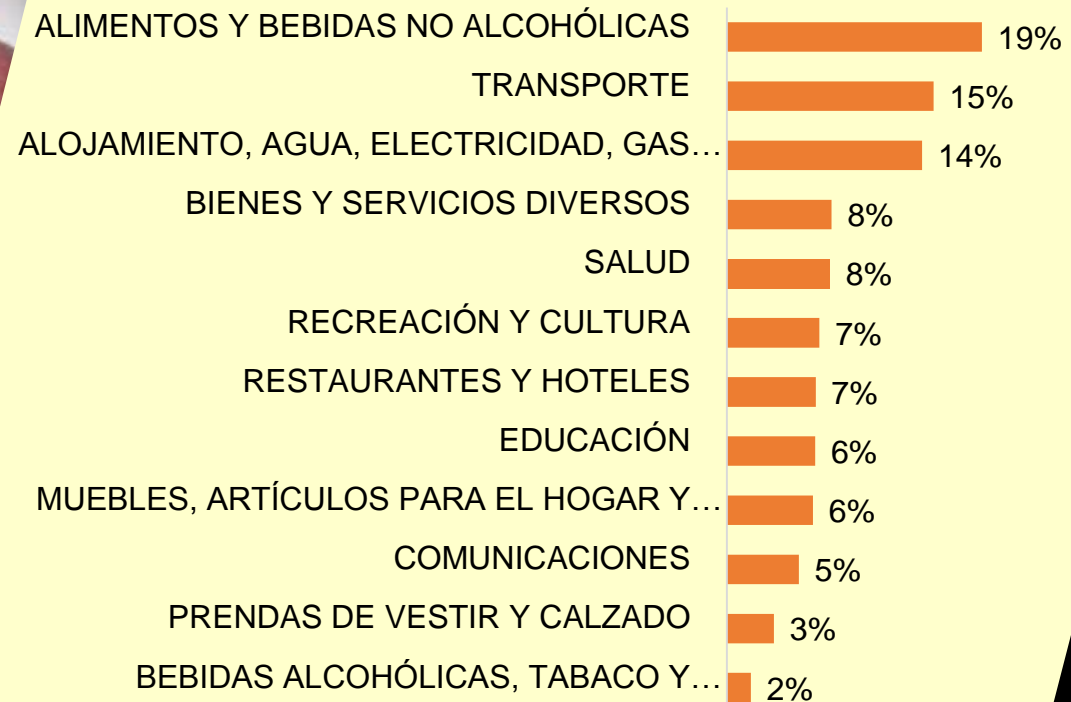 ALIMENTOS Y BEBIDAS NO ALCOHÓLICAS 19%
TRANSPORTE 15%
ALOJAMIENTO, AGUA, ELECTRICIDAD, GAS… 14%
BIENES Y SERVICIOS DIVERSOS 8%
SALUD 8%
RECREACIÓN Y CULTURA 7%
RESTAURANTES Y HOTELES 7%
EDUCACIÓN 6%
MUEBLES, ARTÍCULOS PARA EL HOGAR Y… 6%
COMUNICACIONES 5%
PRENDAS DE VESTIR Y CALZADO 3%
BEBIDAS ALCOHÓLICAS, TABACO Y… 2%